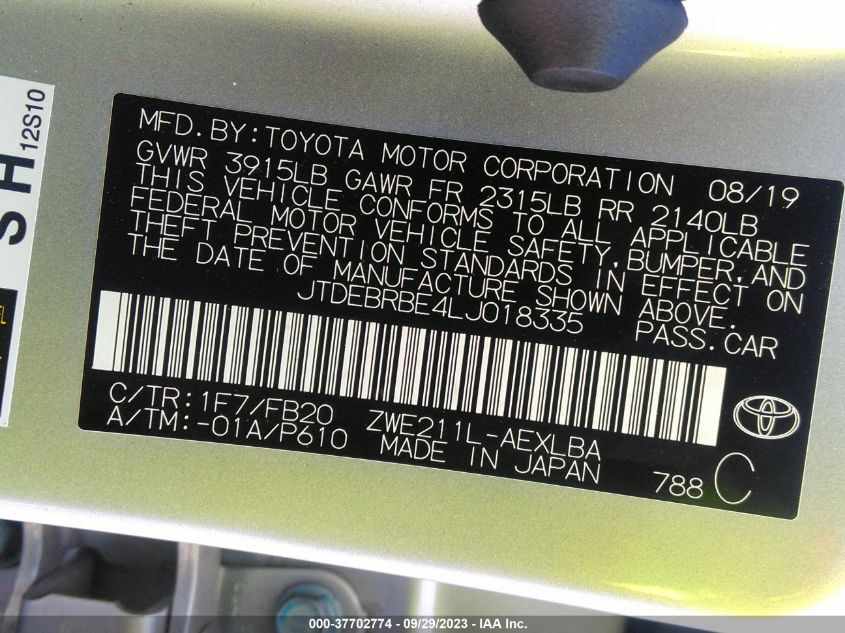 MFD.BY:TOYOTA MOTOR CORPORATION 08/19
GVWR 3915LB GAWR FR 2315LB RR 2140LB
THIS VEHICLE CONFORMS TO ALL APPLICABLE
FEDERAL MOTOR VEHICLE SAFETY,BUMPER,AND
THEFT PREVENTION STANDARDS IN EFFECT ON
THE DATE OF MANUFACTURE SHOWN ABOVE.
JTDEBRBE4LJ018335 PASS.CAR
C/TR:1F7/FB20 ZWE211L-AEXLBA
A/TM:-01A/P610 MADE IN JAPAN
788 C
SH
12S10
000-37702774 - 09/29/2023 - IAA Inc.